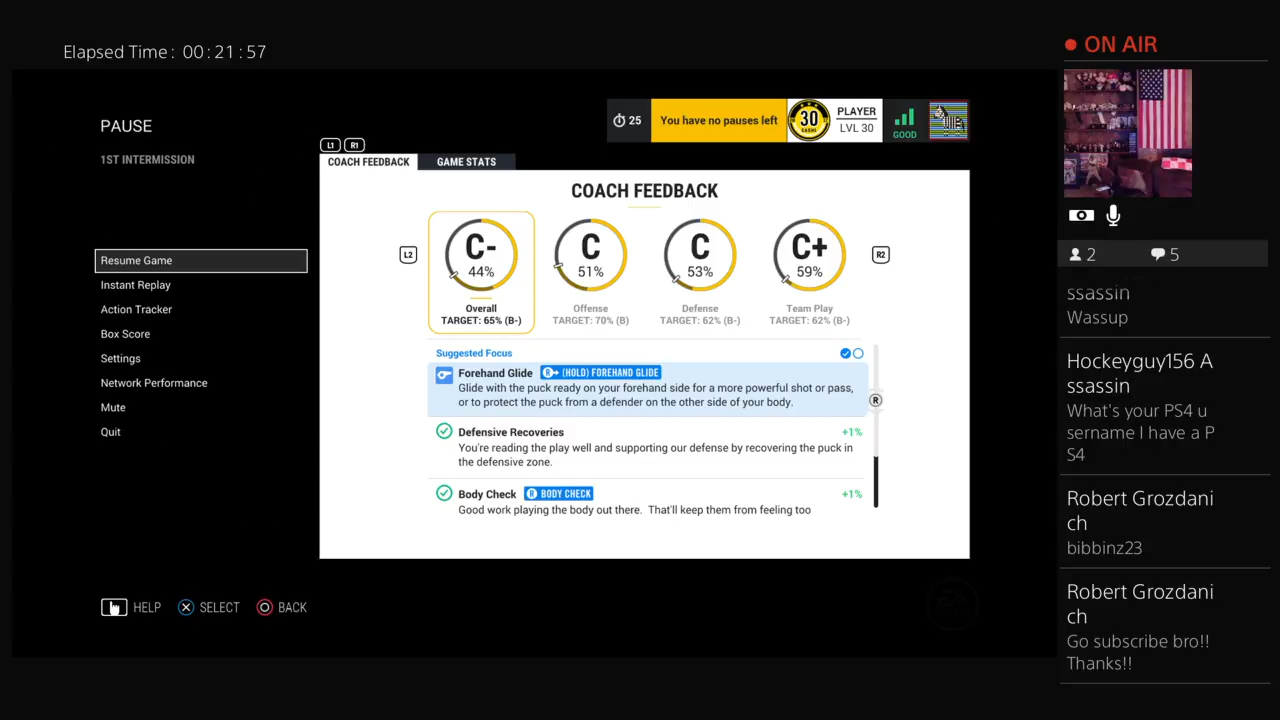 Elapsed Time: 00:21:57
ON AIR
PAUSE
1ST INTERMISSION
25
You have no pauses left
30
PLAYER
LVL 30
GOOD
L1 R1
COACH FEEDBACK
GAME STATS
COACH FEEDBACK
L2
C-
44%
Overall
TARGET: 65% (B-)
C
51%
Offense
TARGET: 70% (B)
C
53%
Defense
TARGET: 62% (B-)
C+
59%
Team Play
TARGET: 62% (B-)
R2
Resume Game
Instant Replay
Action Tracker
Box Score
Settings
Network Performance
Mute
Quit
Suggested Focus
Forehand Glide R (HOLD) FOREHAND GLIDE
Glide with the puck ready on your forehand side for a more powerful shot or pass,
or to protect the puck from a defender on the other side of your body.
R
Defensive Recoveries +1%
You're reading the play well and supporting our defense by recovering the puck in
the defensive zone.
Body Check R BODY CHECK +1%
Good work playing the body out there. That'll keep them from feeling too
HELP SELECT BACK
2 5
ssassin
Wassup
Hockeyguy156 A
ssassin
What's your PS4 u
sername I have a P
S4
Robert Grozdani
ch
bibbinz23
Robert Grozdani
ch
Go subscribe bro!!
Thanks!!